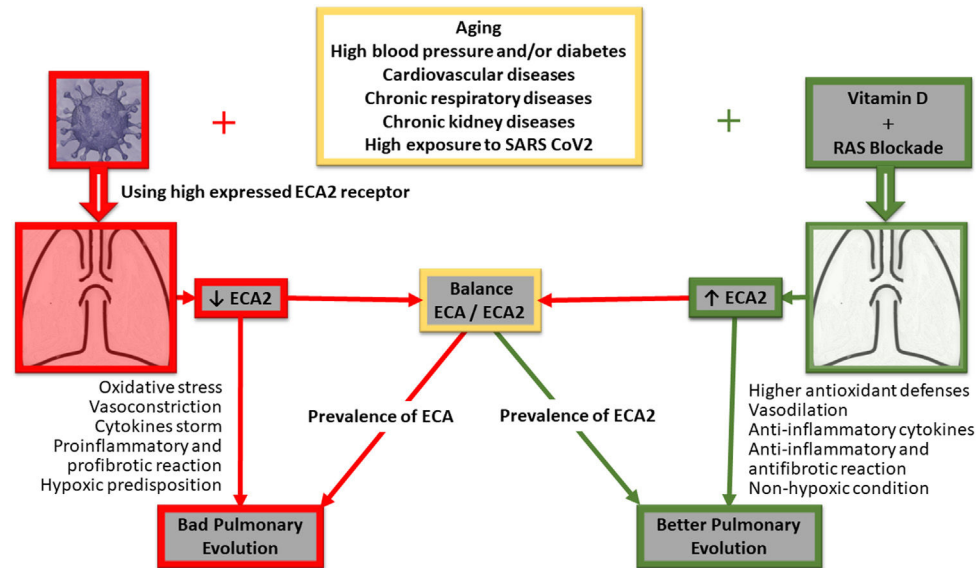 Aging
High blood pressure and/or diabetes
Cardiovascular diseases
Chronic respiratory diseases
Chronic kidney diseases
High exposure to SARS CoV2
+
+
Vitamin D
+
RAS Blockade
Using high expressed ECA2 receptor
↓ ECA2
Balance
ECA / ECA2
↑ ECA2
Oxidative stress
Vasoconstriction
Cytokines storm
Proinflammatory and
profibrotic reaction
Hypoxic predisposition
Prevalence of ECA
Prevalence of ECA2
Higher antioxidant defenses
Vasodilation
Anti-inflammatory cytokines
Anti-inflammatory and
antifibrotic reaction
Non-hypoxic condition
Bad Pulmonary
Evolution
Better Pulmonary
Evolution